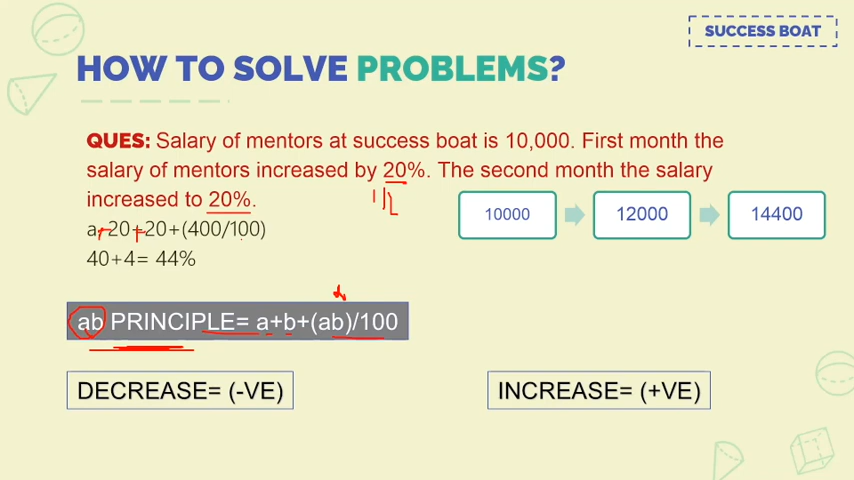 SUCCESS BOAT
HOW TO SOLVE PROBLEMS?
QUES: Salary of mentors at success boat is 10,000. First month the
salary of mentors increased by 20%. The second month the salary
increased to 20%.
10000
12000
14400
20+20+(400/100)
40+4= 44%
ab PRINCIPLE= a+b+(ab)/100
DECREASE= (-VE)
INCREASE= (+VE)